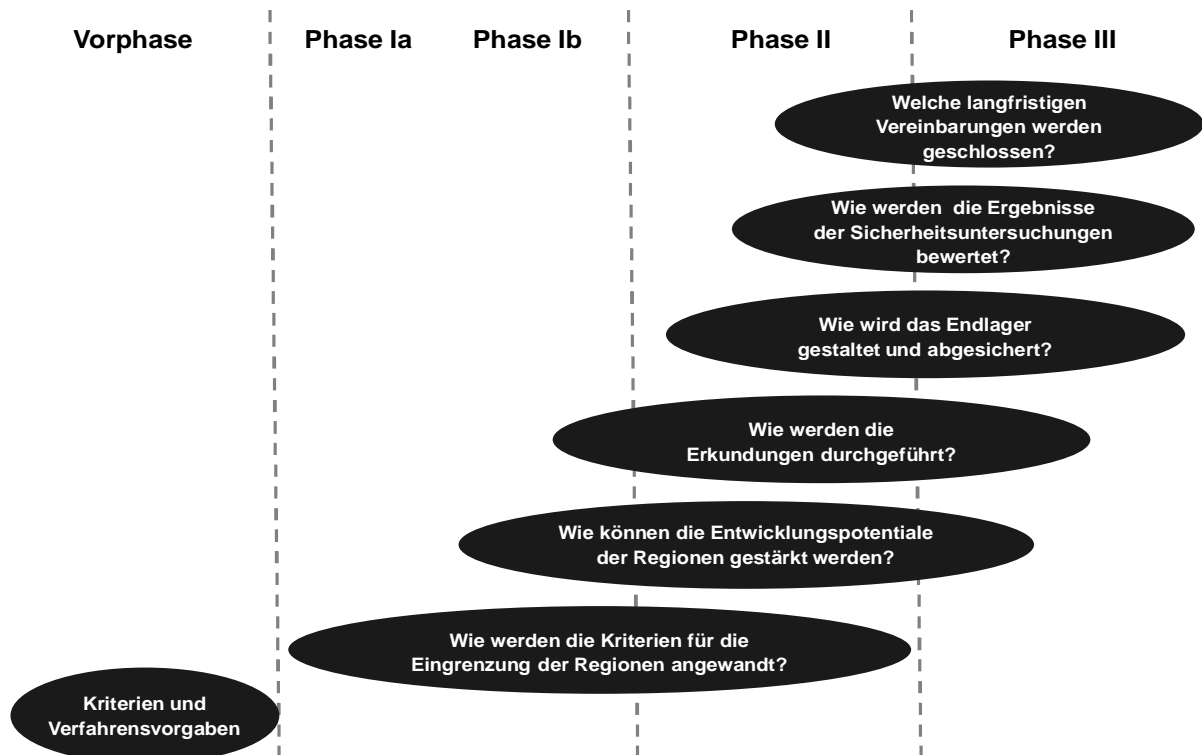 Vorphase Phase Ia Phase Ib Phase II Phase III
Welche langfristigen
Vereinbarungen werden
geschlossen?
Wie werden die Ergebnisse
der Sicherheitsuntersuchungen
bewertet?
Wie wird das Endlager
gestaltet und abgesichert?
Wie werden die
Erkundungen durchgeführt?
Wie können die Entwicklungspotentiale
der Regionen gestärkt werden?
Wie werden die Kriterien für die
Eingrenzung der Regionen angewandt?
Kriterien und
Verfahrensvorgaben